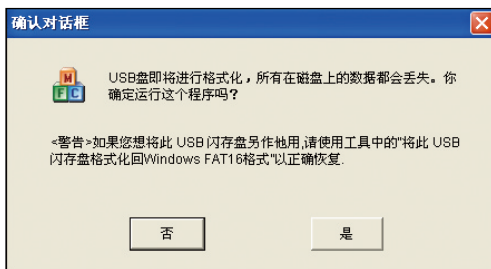 确认对话框
USB盘即将进行格式化，所有在磁盘上的数据都会丢失。你
确定运行这个程序吗?
<警告>如果您想将此 USB 闪存盘另作他用,请使用工具中的"将此 USB
闪存盘格式化回Windows FAT16格式"以正确恢复.
否
是